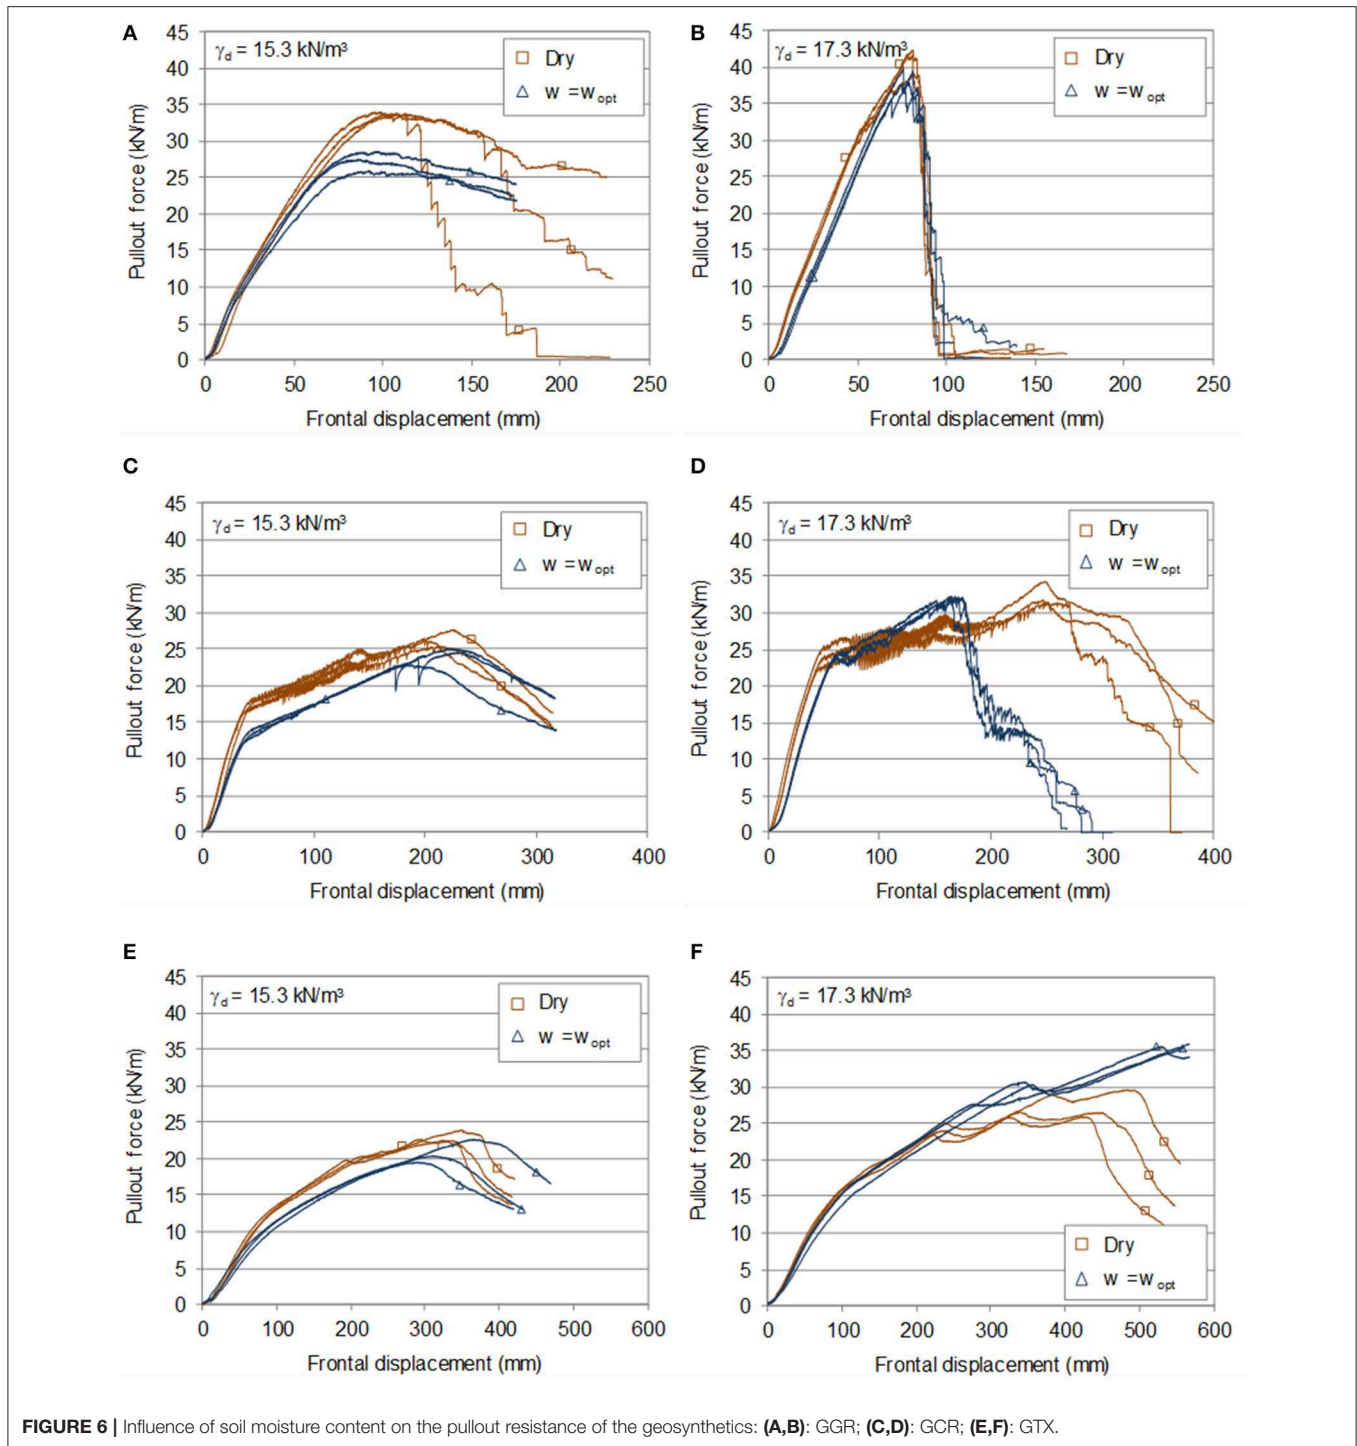 A
γd = 15.3 kN/m³
Dry
w =wopt
Pullout force (kN/m)
45
40
35
30
25
20
15
10
5
0
0 50 100 150 200 250
Frontal displacement (mm)
B
γd = 17.3 kN/m³
Dry
w =wopt
Pullout force (kN/m)
45
40
35
30
25
20
15
10
5
0
0 50 100 150 200 250
Frontal displacement (mm)
C
γd = 15.3 kN/m³
Dry
w =wopt
Pullout force (kN/m)
45
40
35
30
25
20
15
10
5
0
0 100 200 300 400
Frontal displacement (mm)
D
γd = 17.3 kN/m³
Dry
w =wopt
Pullout force (kN/m)
45
40
35
30
25
20
15
10
5
0
0 100 200 300 400
Frontal displacement (mm)
E
γd = 15.3 kN/m³
Dry
w =wopt
Pullout force (kN/m)
45
40
35
30
25
20
15
10
5
0
0 100 200 300 400 500 600
Frontal displacement (mm)
F
γd = 17.3 kN/m³
Dry
w =wopt
Pullout force (kN/m)
45
40
35
30
25
20
15
10
5
0
0 100 200 300 400 500 600
Frontal displacement (mm)
FIGURE 6 | Influence of soil moisture content on the pullout resistance of the geosynthetics: (A,B): GGR; (C,D): GCR; (E,F): GTX.